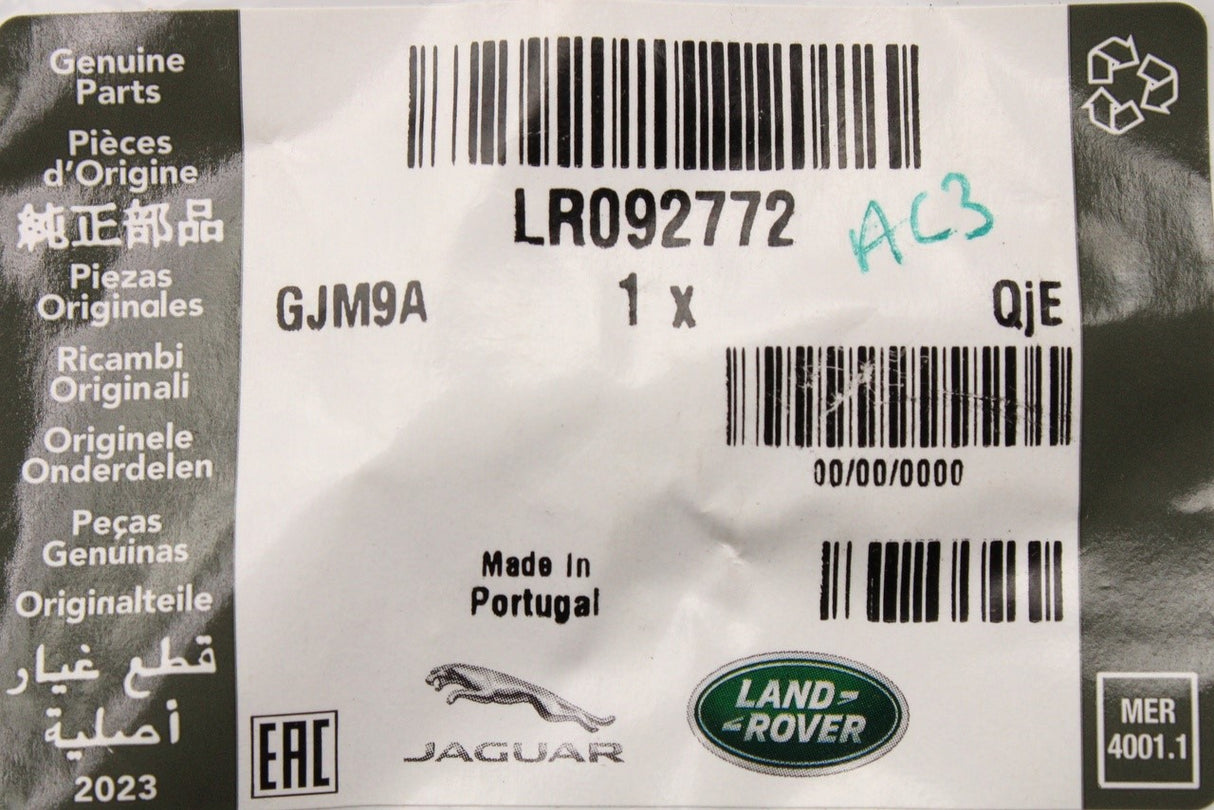 Genuine
Parts
Pièces
d'Origine
純正部品
Piezas
Originales
Ricambi
Originali
Originele
Onderdelen
Peças
Genuinas
Originalteile
قطع غيار
أصلية
2023
LR092772
AC3
GJM9A 1 x QjE
00/00/0000
Made in
Portugal
EAC
JAGUAR
LAND
ROVER
MER
4001.1